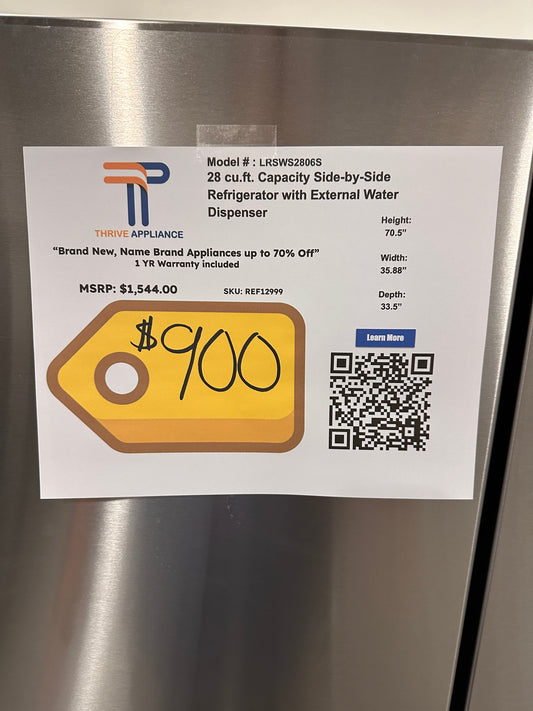 Model # : LRSWS2806S
28 cu.ft. Capacity Side-by-Side
Refrigerator with External Water
Dispenser
THRIVE APPLIANCE
"Brand New, Name Brand Appliances up to 70% Off"
1 YR Warranty included
MSRP: $1,544.00
SKU: REF12999
$900
Height:
70.5"
Width:
35.88"
Depth:
33.5"
Learn More